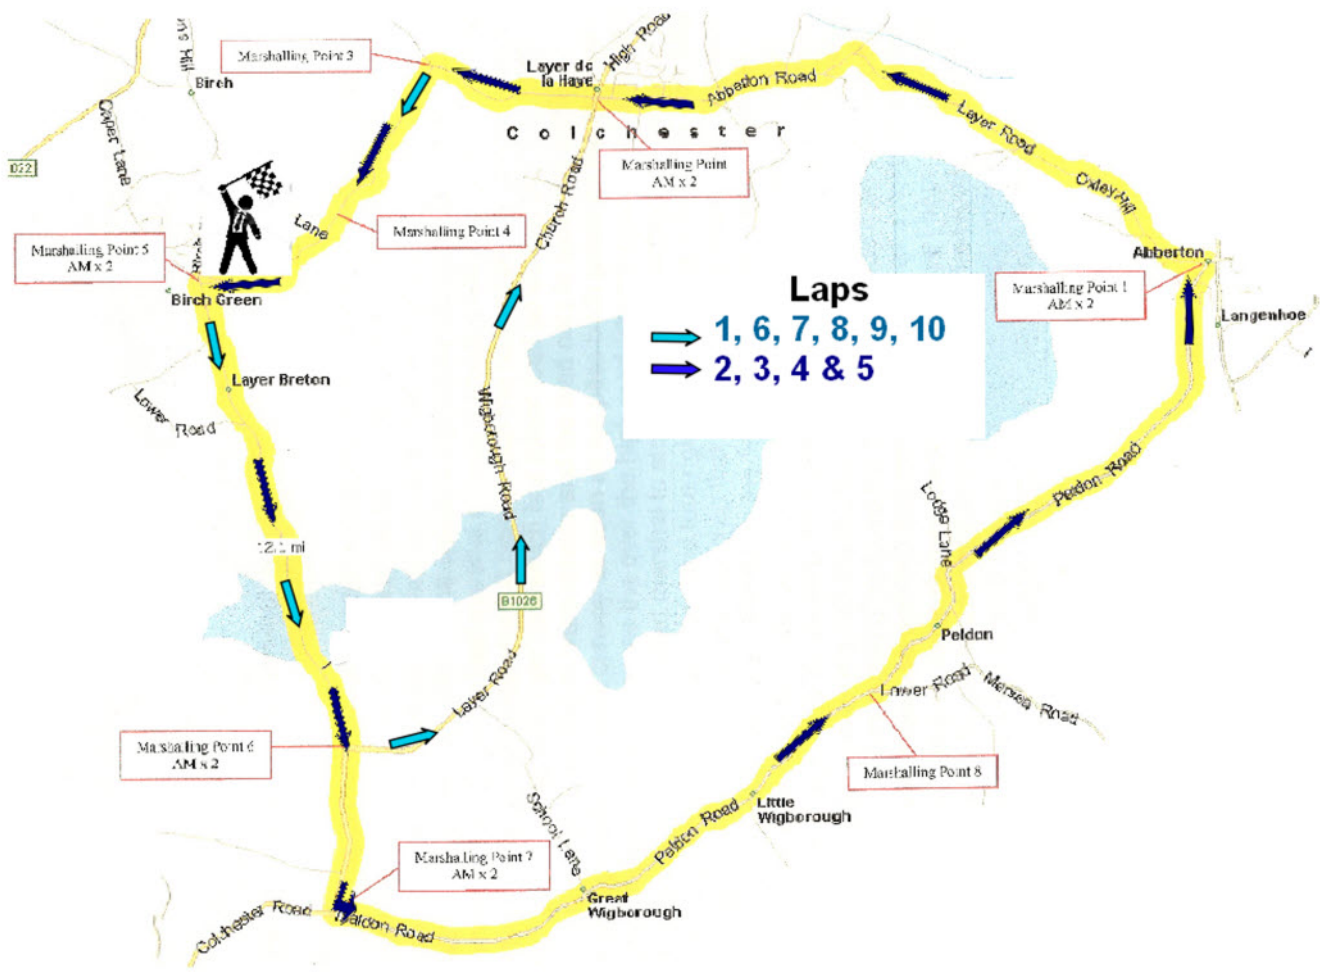 Marshalling Point 3
Layer de
la Haye
High Road
Birch
Abberton Road
Layer Road
Colchester
Caper Lane
Marshalling Point
AM x 2
Church Road
Oxley Hill
Lane
Marshalling Point 4
Marshalling Point 5
AM x 2
Abberton
Birch Green
Marshalling Point 1
AM x 2
Langenhoe
Laps
1, 6, 7, 8, 9, 10
2, 3, 4 & 5
Layer Breton
Lower Road
Wigborough Road
Peldon Road
Lodge Lane
B1026
Peldon
Layer Road
Lower Road
Mersea Road
Marshalling Point 6
AM x 2
Marshalling Point 8
School Lane
Peldon Road
Little
Wigborough
Marshalling Point 7
AM x 2
Great
Wigborough
Colchester Road
Maldon Road